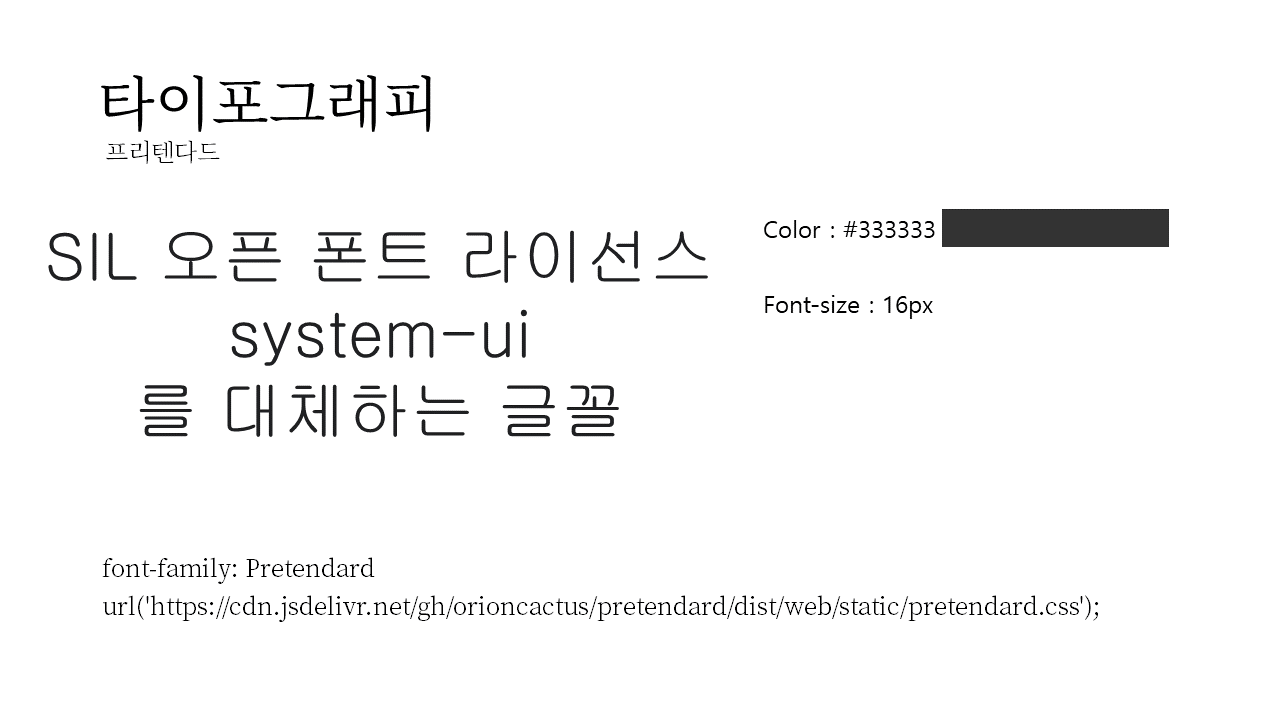 타이포그래피
프리텐다드
SIL 오픈 폰트 라이선스
system-ui
를 대체하는 글꼴
Color : #333333
Font-size : 16px
font-family: Pretendard
url('https://cdn.jsdelivr.net/gh/orioncactus/pretendard/dist/web/static/pretendard.css');